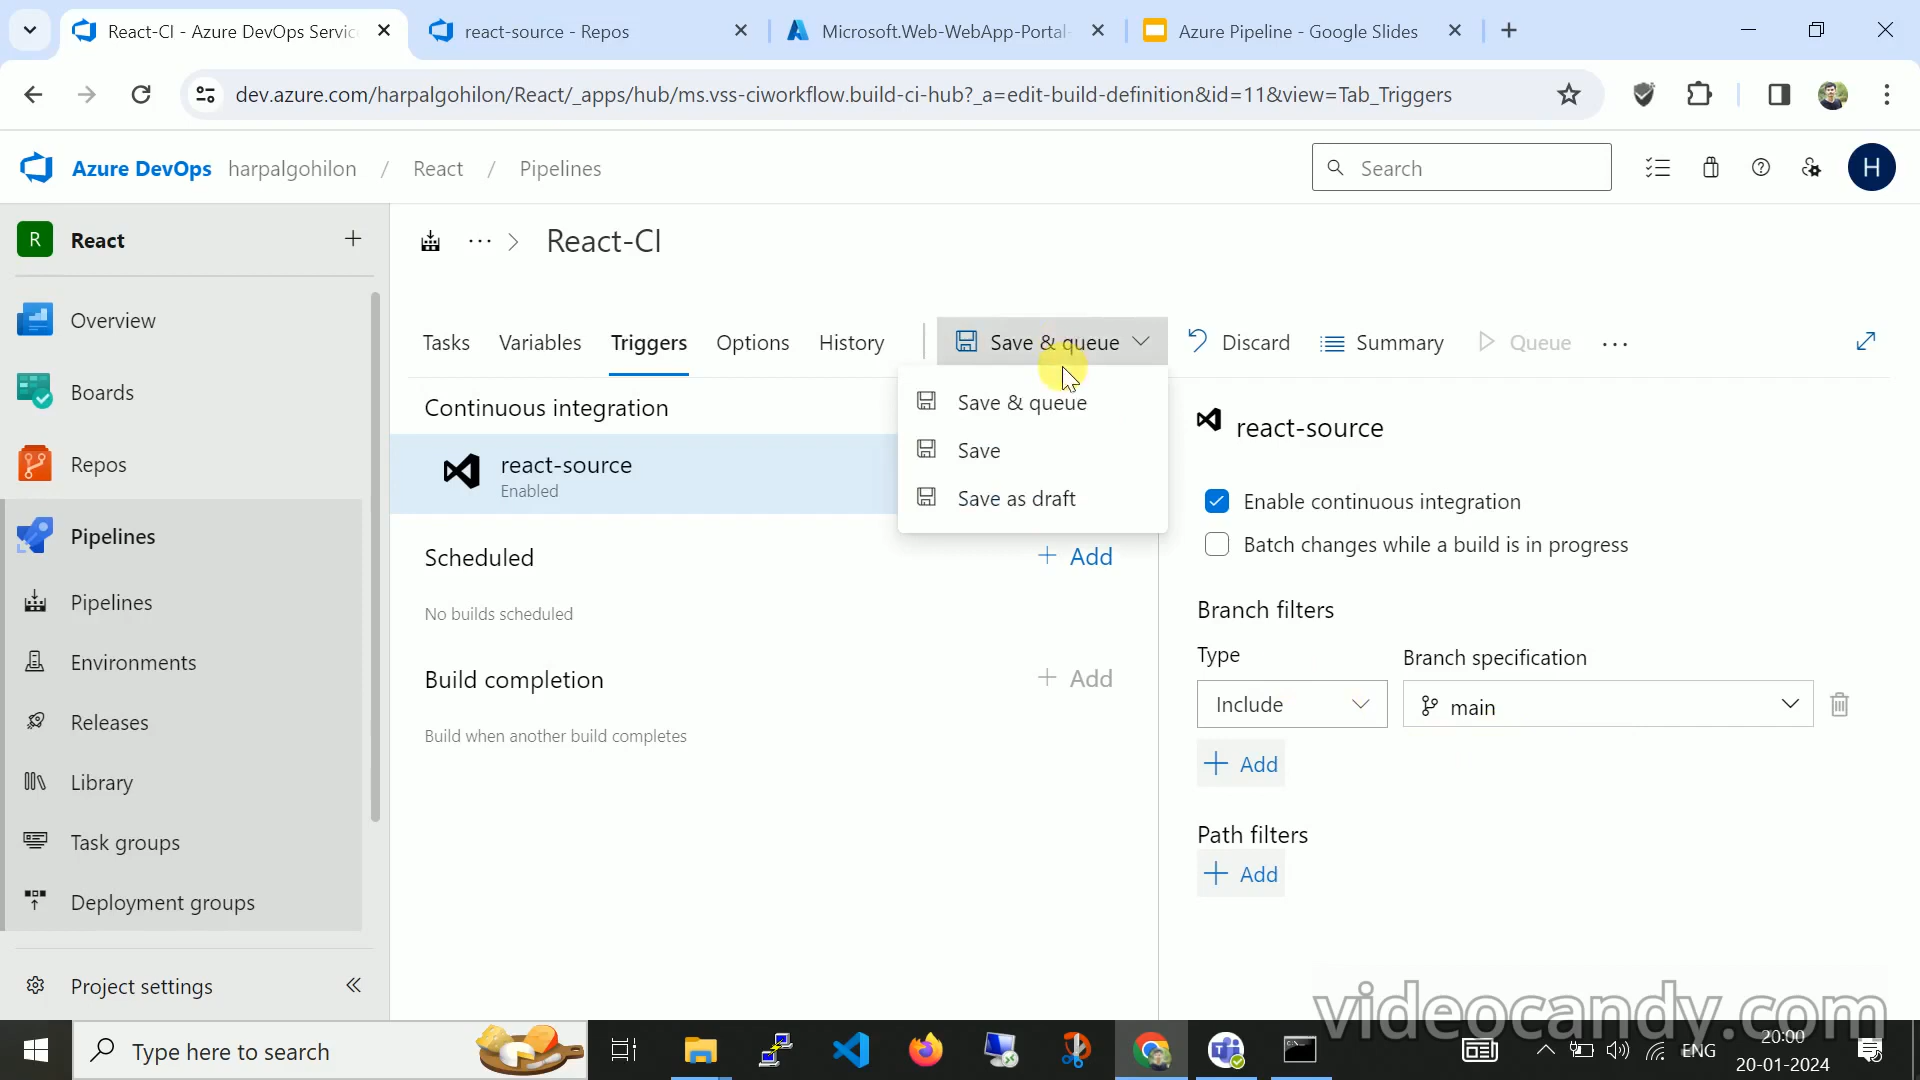 React-CI - Azure DevOps Servic
react-source - Repos
Microsoft.Web-WebApp-Portal-
Azure Pipeline - Google Slides
dev.azure.com/harpalgohilon/React/_apps/hub/ms.vss-ciworkflow.build-ci-hub?_a=edit-build-definition&id=11&view=Tab_Triggers
Azure DevOps
harpalgohilon / React / Pipelines
Search
H
R React
Overview
Boards
Repos
Pipelines
Pipelines
Environments
Releases
Library
Task groups
Deployment groups
Project settings
React-CI
Tasks
Variables
Triggers
Options
History
Save & queue
Discard
Summary
Queue
Save & queue
Save
Save as draft
Continuous integration
react-source
Enabled
Scheduled
Add
No builds scheduled
Build completion
Add
Build when another build completes
react-source
Enable continuous integration
Batch changes while a build is in progress
Branch filters
Type
Branch specification
Include
main
Add
Path filters
Add
videocandy.com
Type here to search
ENG
20:00
20-01-2024